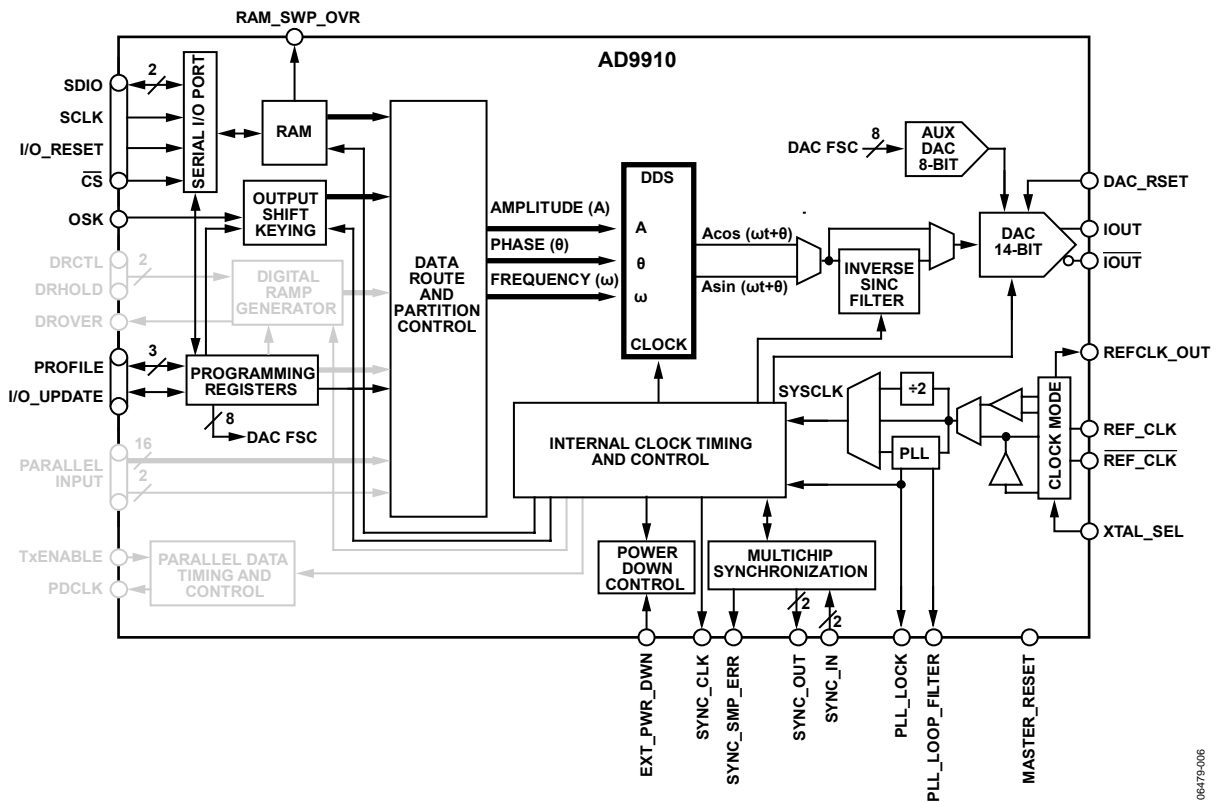 RAM_SWP_OVR
AD9910
SDIO
2
SCLK
I/O_RESET
CS
SERIAL I/O PORT
RAM
OSK
OUTPUT
SHIFT
KEYING
DRCTL
2
DRHOLD
DROVER
DIGITAL
RAMP
GENERATOR
PROFILE
3
I/O_UPDATE
PROGRAMMING
REGISTERS
8
DAC FSC
PARALLEL
INPUT
16
2
TxENABLE
PDCLK
PARALLEL DATA
TIMING AND
CONTROL
DATA
ROUTE
AND
PARTITION
CONTROL
AMPLITUDE (A)
PHASE (θ)
FREQUENCY (ω)
DDS
A
θ
ω
CLOCK
Acos (ωt+θ)
Asin (ωt+θ)
INVERSE
SINC
FILTER
DAC FSC
8
AUX
DAC
8-BIT
DAC
14-BIT
DAC_RSET
IOUT
IOUT
REFCLK_OUT
REF_CLK
REF_CLK
XTAL_SEL
CLOCK MODE
SYSCLK
÷2
PLL
INTERNAL CLOCK TIMING
AND CONTROL
POWER
DOWN
CONTROL
MULTICHIP
SYNCHRONIZATION
2
2
EXT_PWR_DWN
SYNC_CLK
SYNC_SMP_ERR
SYNC_OUT
SYNC_IN
PLL_LOCK
PLL_LOOP_FILTER
MASTER_RESET
06479-006